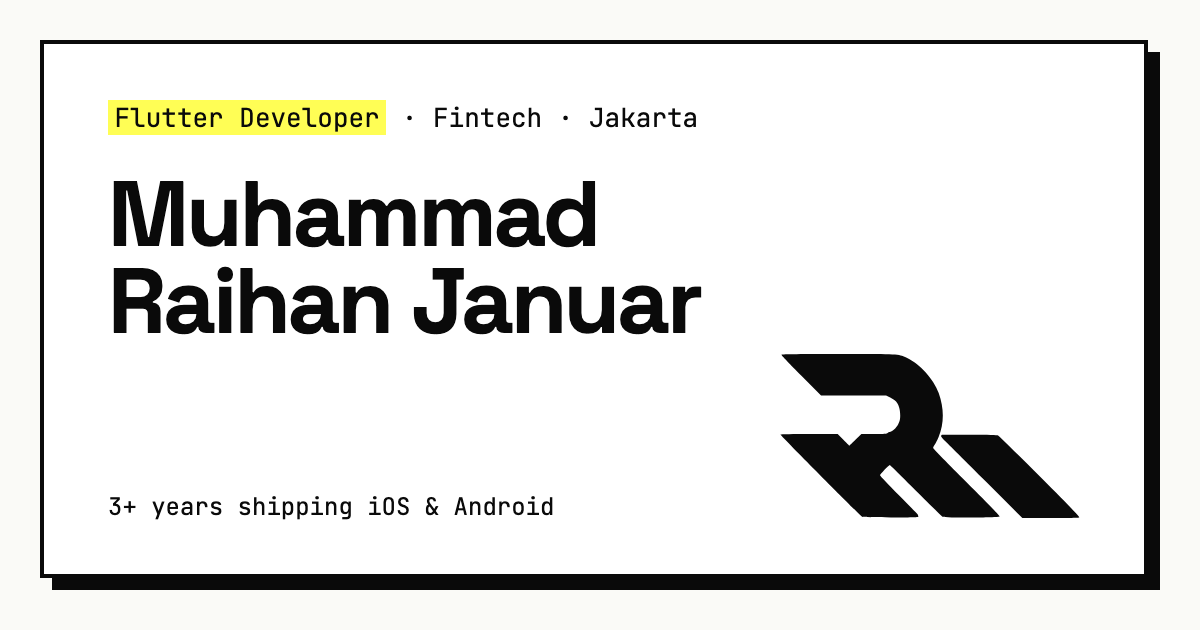 Flutter Developer · Fintech · Jakarta
Muhammad
Raihan Januar
3+ years shipping iOS & Android